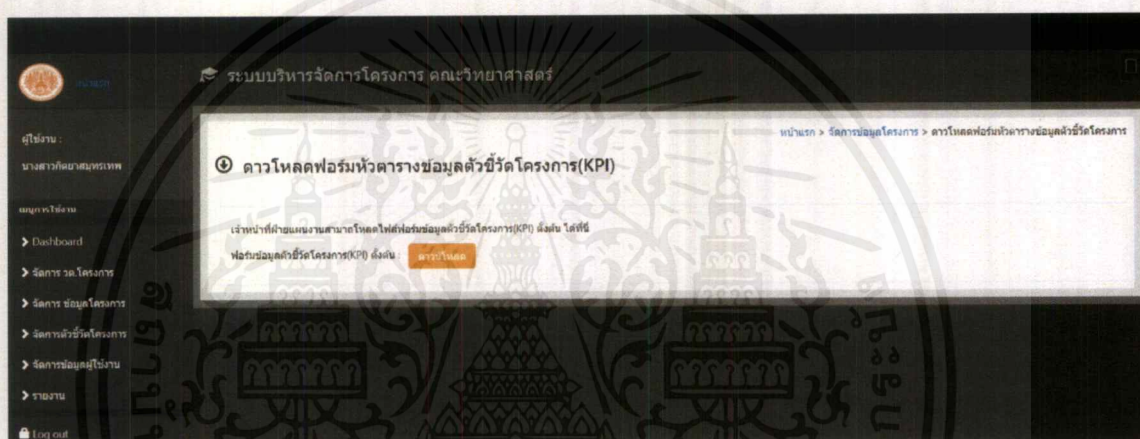 หน้าแรก
ระบบบริหารจัดการโครงการ คณะวิทยาศาสตร์
ผู้ใช้งาน :
นางสาวกิตยาสมุทรเทพ
เมนูการใช้งาน
Dashboard
จัดการ วด.โครงการ
จัดการ ข้อมูลโครงการ
จัดการตัวชี้วัดโครงการ
จัดการข้อมูลผู้ใช้งาน
รายงาน
Log out
หน้าแรก > จัดการข้อมูลโครงการ > ดาวโหลดฟอร์มหัวตารางข้อมูลตัวชี้วัดโครงการ
ดาวโหลดฟอร์มหัวตารางข้อมูลตัวชี้วัดโครงการ(KPI)
เจ้าหน้าที่ฝ่ายแผนงานสามาถโหลดไฟล์ฟอร์มข้อมูลตัวชี้วัดโครงการ(KPI) ตั้งต้น ได้ที่นี่
ฟอร์มข้อมูลตัวชี้วัดโครงการ(KPI) ตั้งต้น : ดาวน์โหลด